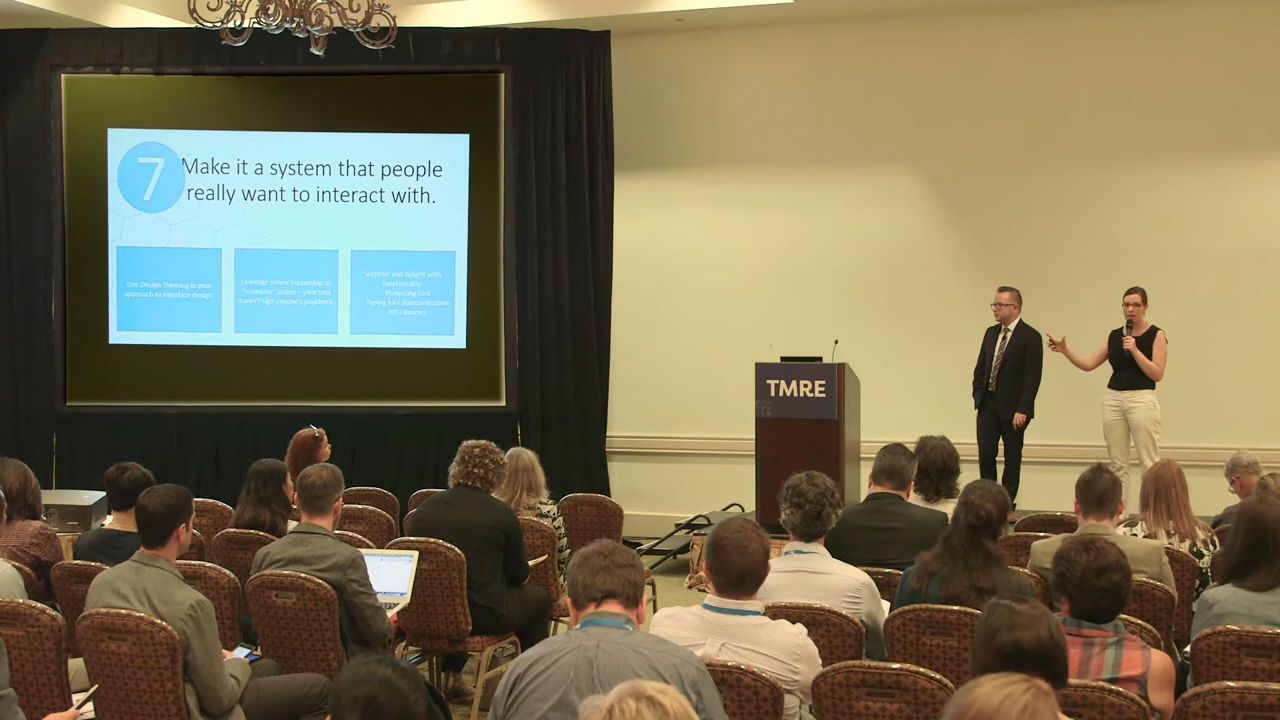 7
Make it a system that people
really want to interact with.
Use Design Thinking in your
approach to interface design.
Leverage senior leadership to
action—your tool
doesn't sign anyone's paycheck.
Surprise and delight with
functionality
Budgeting tool
Typing tool standardization
KPI Libraries
TMRE